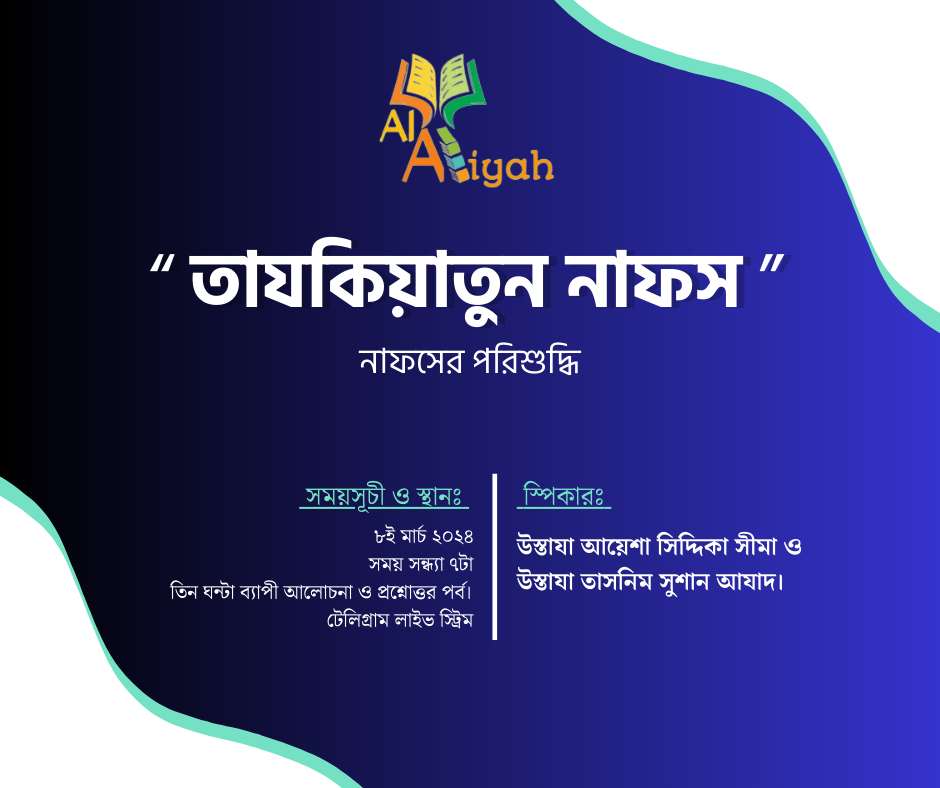 Al Aliyah
“ তাযকিয়াতুন নাফস ”
নাফসের পরিশুদ্ধি
সময়সূচী ও স্থানঃ
৮ই মার্চ ২০২৪
সময় সন্ধ্যা ৭টা
তিন ঘন্টা ব্যাপী আলোচনা ও প্রশ্নোত্তর পর্ব।
টেলিগ্রাম লাইভ স্ট্রিম
স্পিকারঃ
উস্তাযা আয়েশা সিদ্দিকা সীমা ও
উস্তাযা তাসনিম সুশান আযাদ।